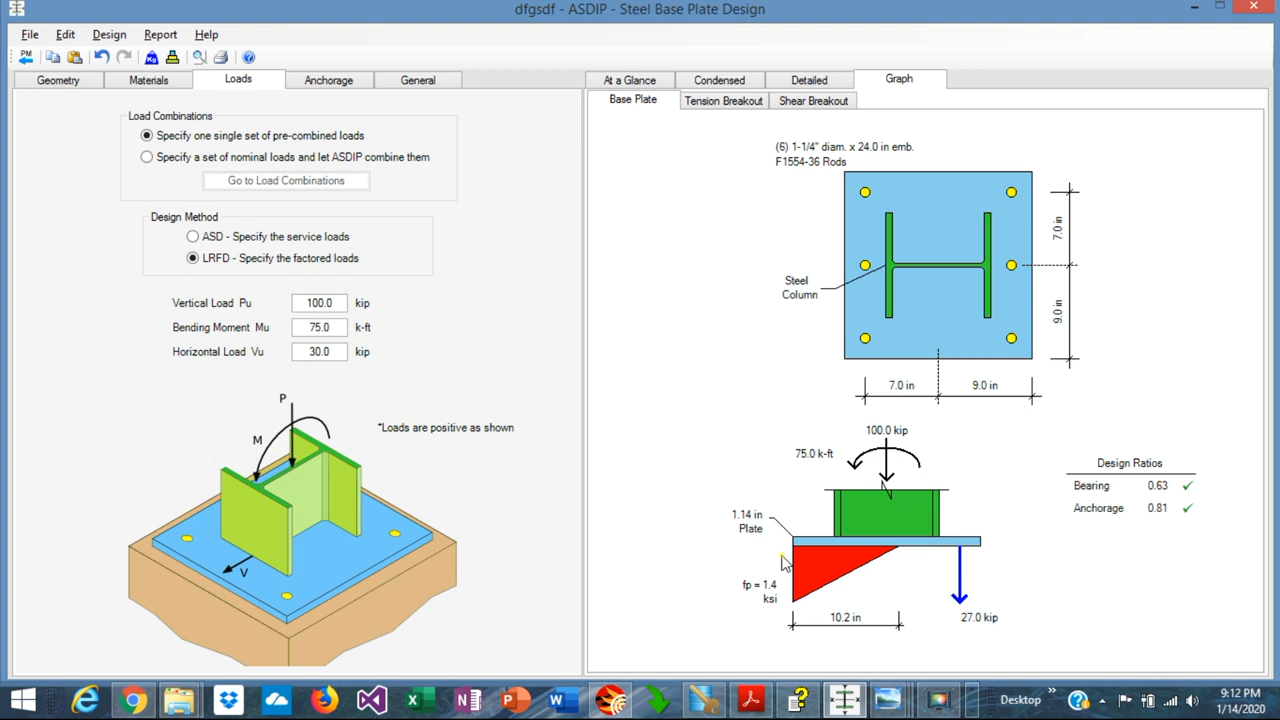 dfgsdf - ASDIP - Steel Base Plate Design
File Edit Design Report Help
PM
Geometry Materials Loads Anchorage General
Load Combinations
Specify one single set of pre-combined loads
Specify a set of nominal loads and let ASDIP combine them
Go to Load Combinations
Design Method
ASD - Specify the service loads
LRFD - Specify the factored loads
Vertical Load Pu 100.0 kip
Bending Moment Mu 75.0 k-ft
Horizontal Load Vu 30.0 kip
P
M
*Loads are positive as shown
V
At a Glance Condensed Detailed Graph
Base Plate Tension Breakout Shear Breakout
(6) 1-1/4" diam. x 24.0 in emb.
F1554-36 Rods
7.0 in
Steel
Column
9.0 in
7.0 in 9.0 in
100.0 kip
75.0 k-ft
1.14 in
Plate
fp = 1.4
ksi
10.2 in
27.0 kip
Design Ratios
Bearing 0.63 ✓
Anchorage 0.81 ✓
Desktop
9:12 PM
1/14/2020